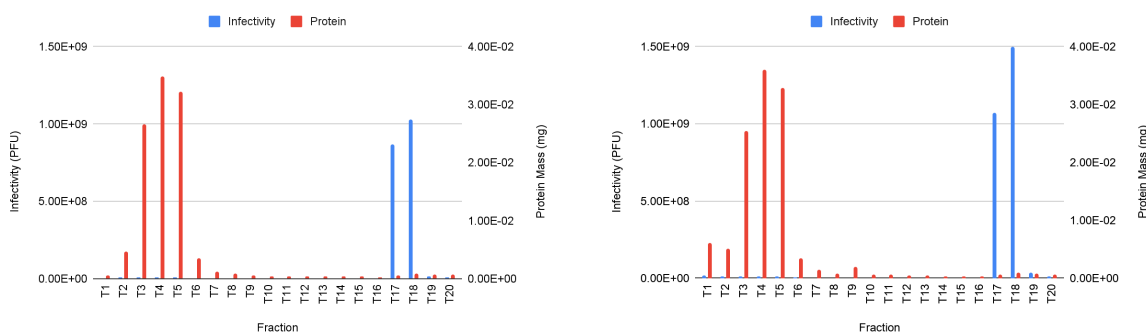 Infectivity Protein
1.50E+09
1.00E+09
5.00E+08
0.00E+00
Infectivity (PFU)
4.00E-02
3.00E-02
2.00E-02
1.00E-02
0.00E+00
Protein Mass (mg)
T1 T2 T3 T4 T5 T6 T7 T8 T9 T10 T11 T12 T13 T14 T15 T16 T17 T18 T19 T20
Fraction
Infectivity Protein
1.50E+09
1.00E+09
5.00E+08
0.00E+00
Infectivity (PFU)
4.00E-02
3.00E-02
2.00E-02
1.00E-02
0.00E+00
Protein Mass (mg)
T1 T2 T3 T4 T5 T6 T7 T8 T9 T10 T11 T12 T13 T14 T15 T16 T17 T18 T19 T20
Fraction